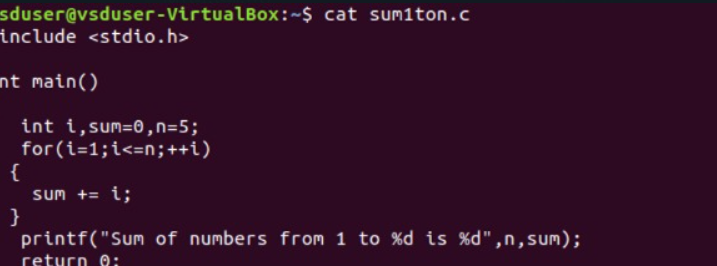 sduser@vsduser-VirtualBox:~$ cat sum1ton.c
include <stdio.h>
nt main()
int i,sum=0,n=5;
for(i=1;i<=n;++i)
{
sum += i;
}
printf("Sum of numbers from 1 to %d is %d",n,sum);
return 0;